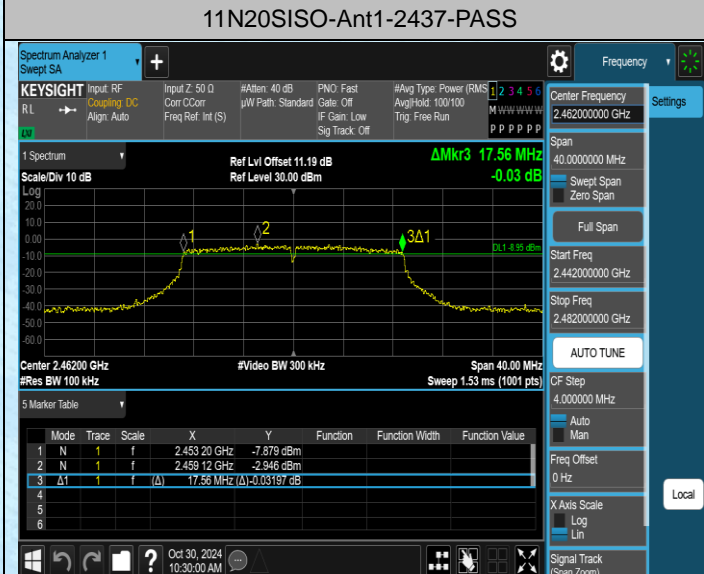 11N20SISO-Ant1-2437-PASS
Spectrum Analyzer 1
Swept SA
+
Frequency
KEYSIGHT
RL
LXI
Input: RF
Coupling: DC
Align: Auto
Input Z: 50 Ω
Corr CCorr
Freq Ref: Int (S)
#Atten: 40 dB
µW Path: Standard
PNO: Fast
Gate: Off
IF Gain: Low
Sig Track: Off
#Avg Type: Power (RMS
Avg|Hold: 100/100
Trig: Free Run
1 2 3 4 5 6
M W W W W W
P P P P P P
1 Spectrum
Scale/Div 10 dB
Ref Lvl Offset 11.19 dB
Ref Level 30.00 dBm
ΔMkr3 17.56 MHz
-0.03 dB
Log
20.0
10.0
0.00
-10.0
-20.0
-30.0
-40.0
-50.0
-60.0
1
2
3Δ1
DL1 -8.95 dBm
Center 2.46200 GHz
#Video BW 300 kHz
Span 40.00 MHz
#Res BW 100 kHz
Sweep 1.53 ms (1001 pts)
5 Marker Table
Mode Trace Scale X Y Function Function Width Function Value
1 N 1 f 2.453 20 GHz -7.879 dBm
2 N 1 f 2.459 12 GHz -2.946 dBm
3 Δ1 1 f (Δ) 17.56 MHz (Δ) -0.03197 dB
4
5
6
?
Oct 30, 2024
10:30:00 AM
Center Frequency
2.462000000 GHz
Settings
Span
40.0000000 MHz
Swept Span
Zero Span
Full Span
Start Freq
2.442000000 GHz
Stop Freq
2.482000000 GHz
AUTO TUNE
CF Step
4.000000 MHz
Auto
Man
Freq Offset
0 Hz
X Axis Scale
Log
Lin
Local
Signal Track
(Span Zoom)